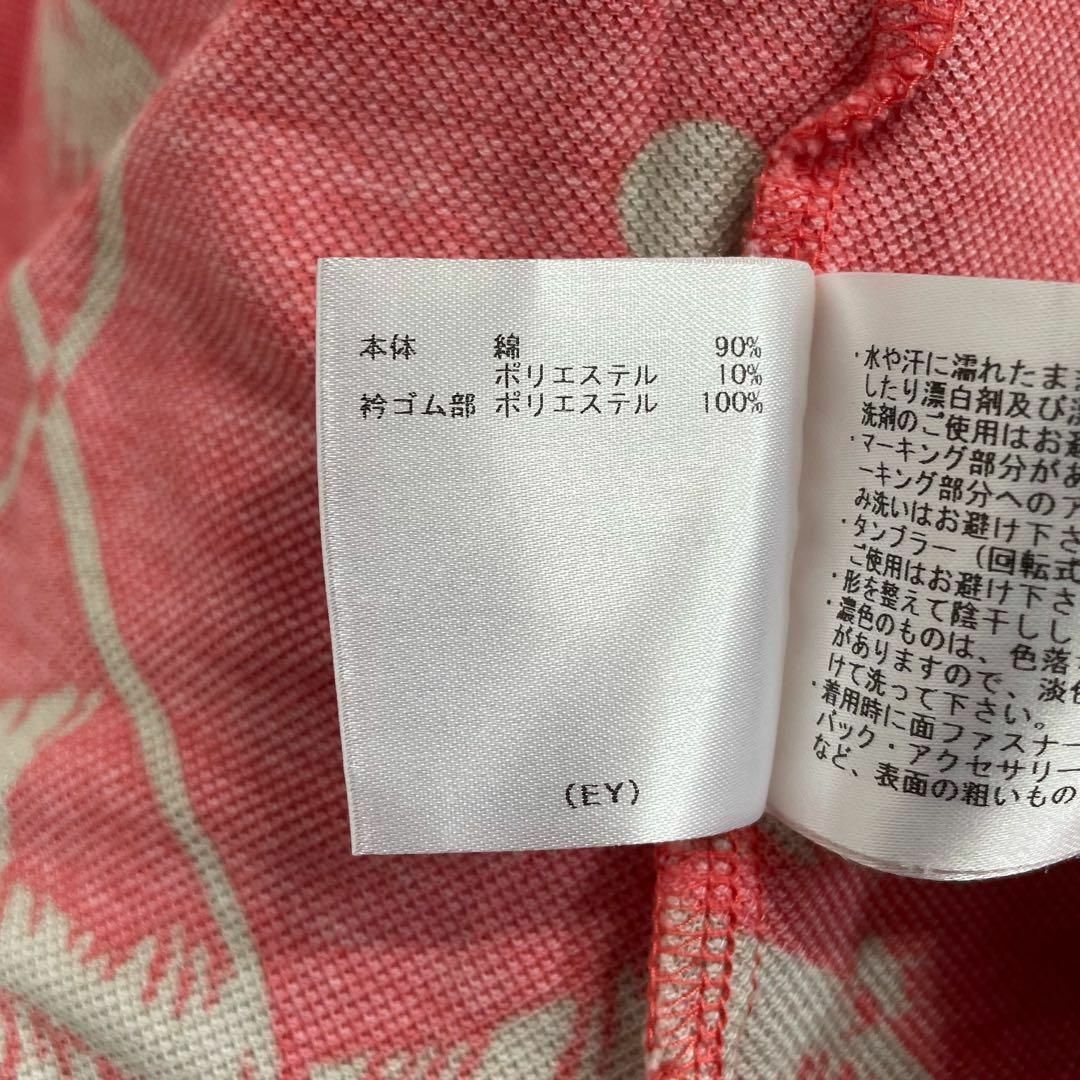 本体 綿 90%
ポリエステル 10%
衿ゴム部 ポリエステル 100%
(EY)
・水や汗に濡れたまま
したり漂白剤及び
洗剤のご使用はお避
・マーキング部分があ
ーキング部分へのア
み洗いはお避け下さ
・タンブラー(回転式
ご使用はお避け下さ
・形を整えて陰干しし
・濃色のものは、色落
がありますので、淡色
けて洗って下さい。
・着用時に面ファスナー
バック・アクセサリー
など、表面の粗いもの